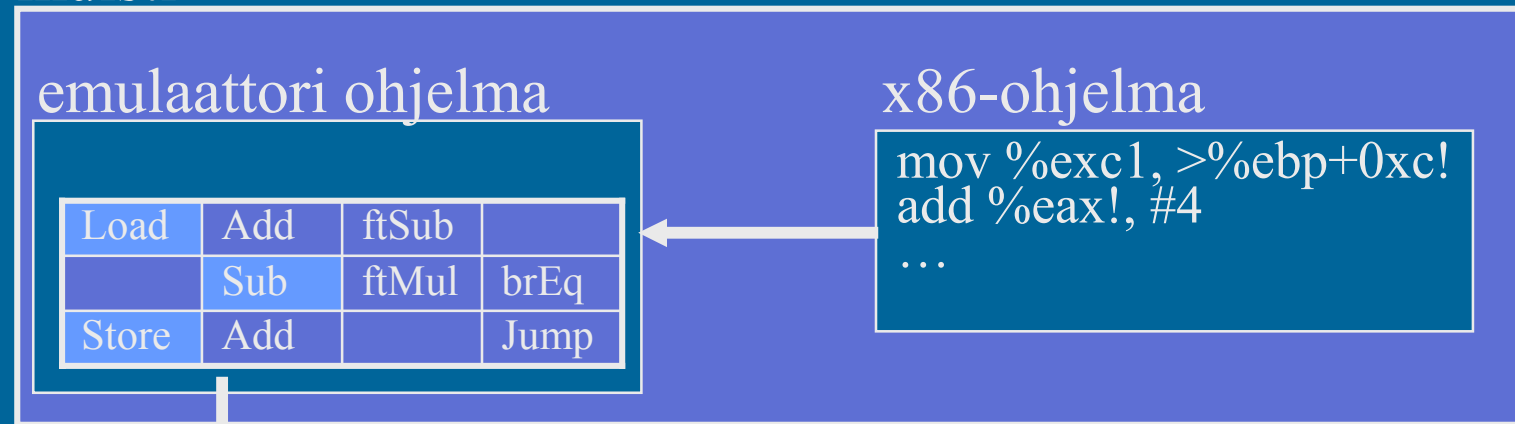 emulaattori ohjelma
x86-ohjelma
mov %exc1, >%ebp+0xc!
add %eax!, #4
…
Load Add ftSub
Sub ftMul brEq
Store Add Jump